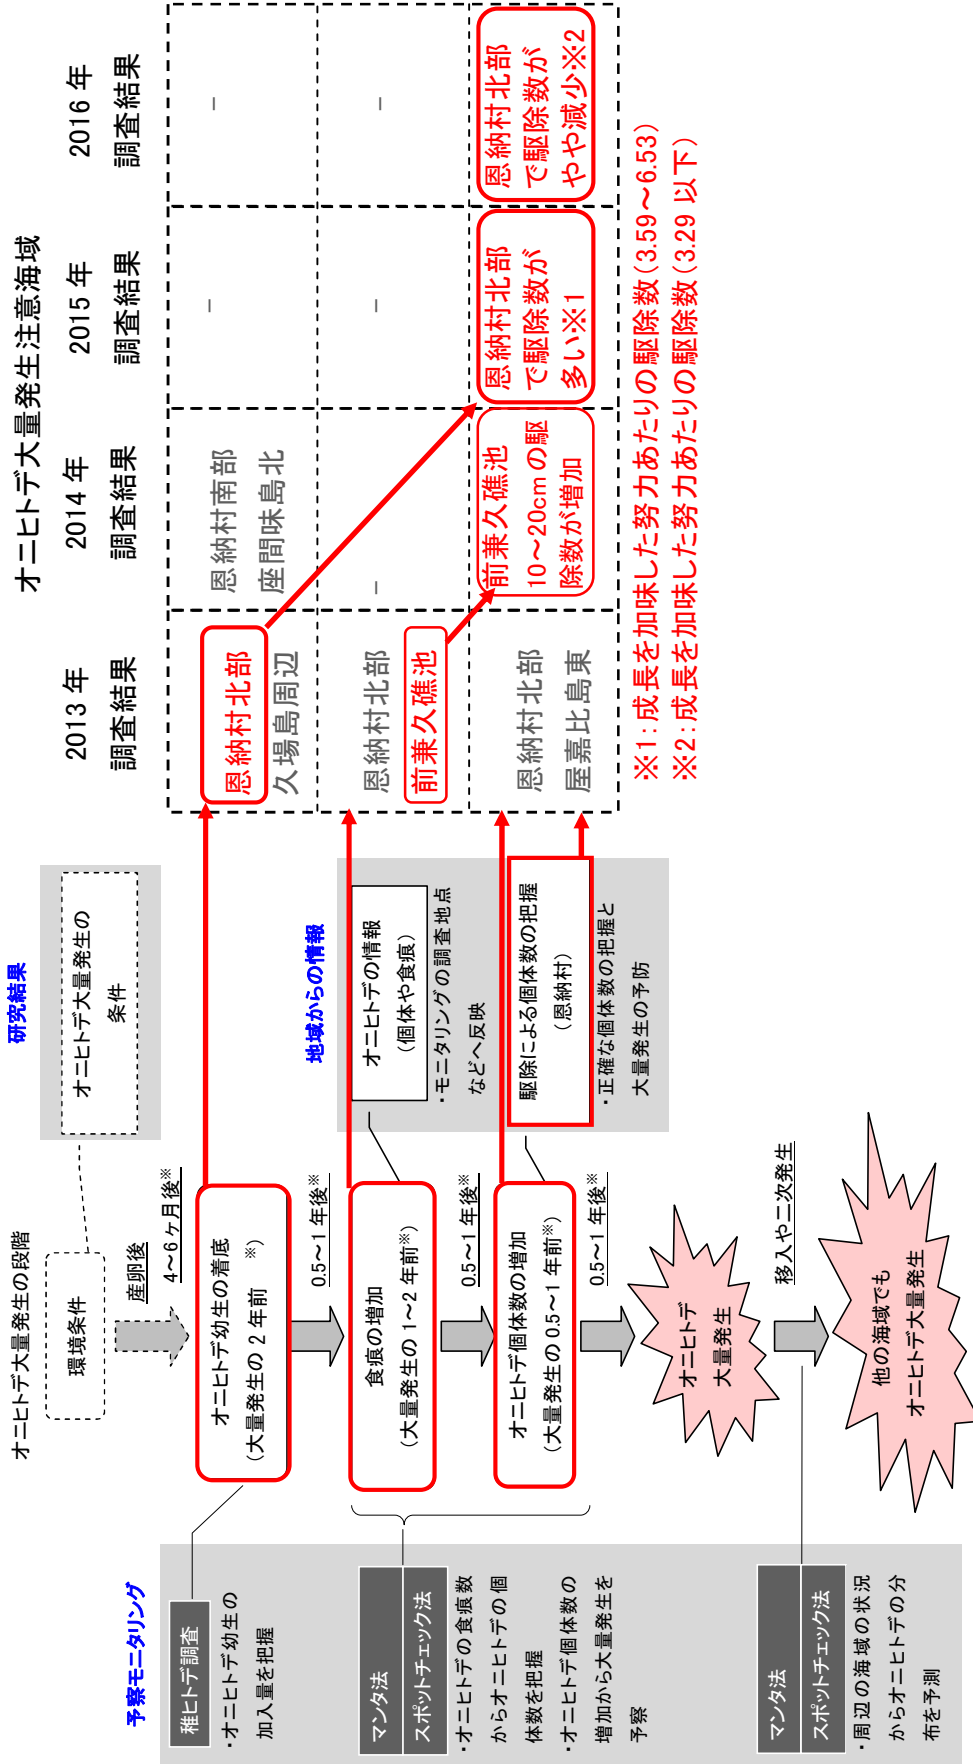 予察モニタリング
稚ヒトデ調査
・オニヒトデ幼生の
加入量を把握
マンタ法
スポットチェック法
・オニヒトデの食痕数
からオニヒトデの個
体数を把握
・オニヒトデ個体数の
増加から大量発生を
予察
マンタ法
スポットチェック法
・周辺の海域の状況
からオニヒトデの分
布を予測
オニヒトデ大量発生の段階
環境条件
産卵後
4～6ヶ月後※
オニヒトデ幼生の着底
（大量発生の2年前※）
0.5～1年後※
食痕の増加
（大量発生の1～2年前※）
0.5～1年後※
オニヒトデ個体数の増加
（大量発生の0.5～1年前※）
0.5～1年後※
オニヒトデ
大量発生
移入や二次発生
他の海域でも
オニヒトデ大量発生
研究結果
オニヒトデ大量発生の
条件
地域からの情報
オニヒトデの情報
（個体や食痕）
・モニタリングの調査地点
などへ反映
駆除による個体数の把握
（恩納村）
・正確な個体数の把握と
大量発生の予防
オニヒトデ大量発生注意海域
2013年
調査結果
2014年
調査結果
2015年
調査結果
2016年
調査結果
恩納村北部
久場島周辺
恩納村南部
座間味島北
－
－
恩納村北部
前兼久礁池
－
－
－
恩納村北部
屋嘉比島東
前兼久礁池
10～20cmの駆
除数が増加
恩納村北部
で駆除数が
多い※1
恩納村北部
で駆除数が
やや減少※2
※1：成長を加味した努力あたりの駆除数（3.59～6.53）
※2：成長を加味した努力あたりの駆除数（3.29以下）